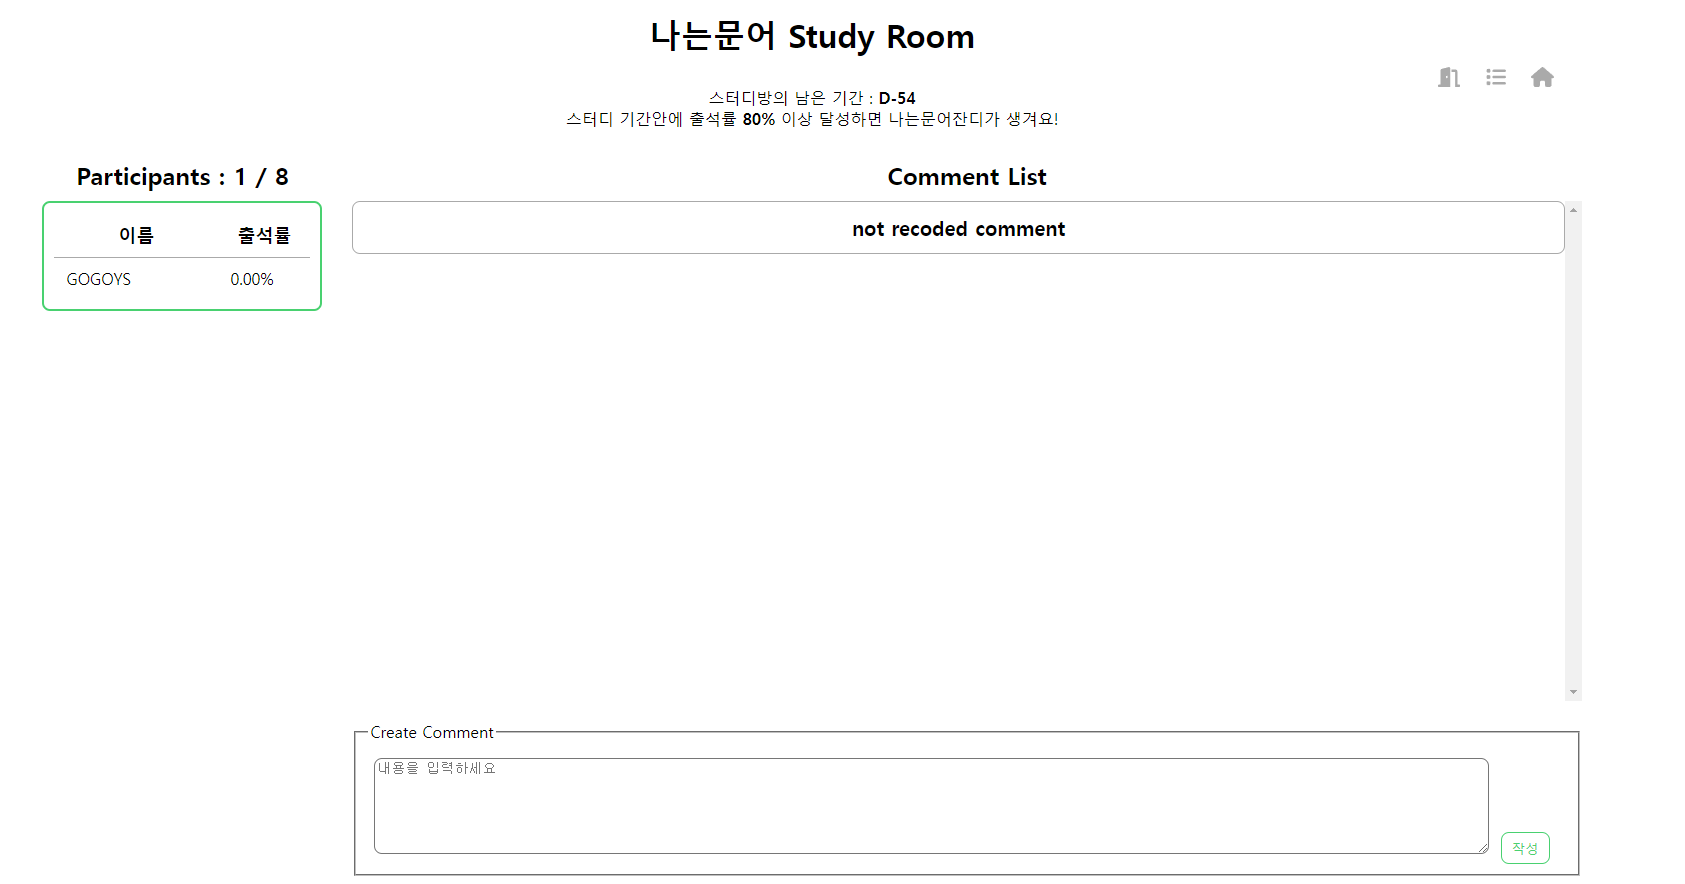 나는문어 Study Room
스터디방의 남은 기간 : D-54
스터디 기간안에 출석률 80% 이상 달성하면 나는문어잔디가 생겨요!
Participants : 1 / 8
이름 출석률
GOGOYS 0.00%
Comment List
not recoded comment
Create Comment
내용을 입력하세요
작성